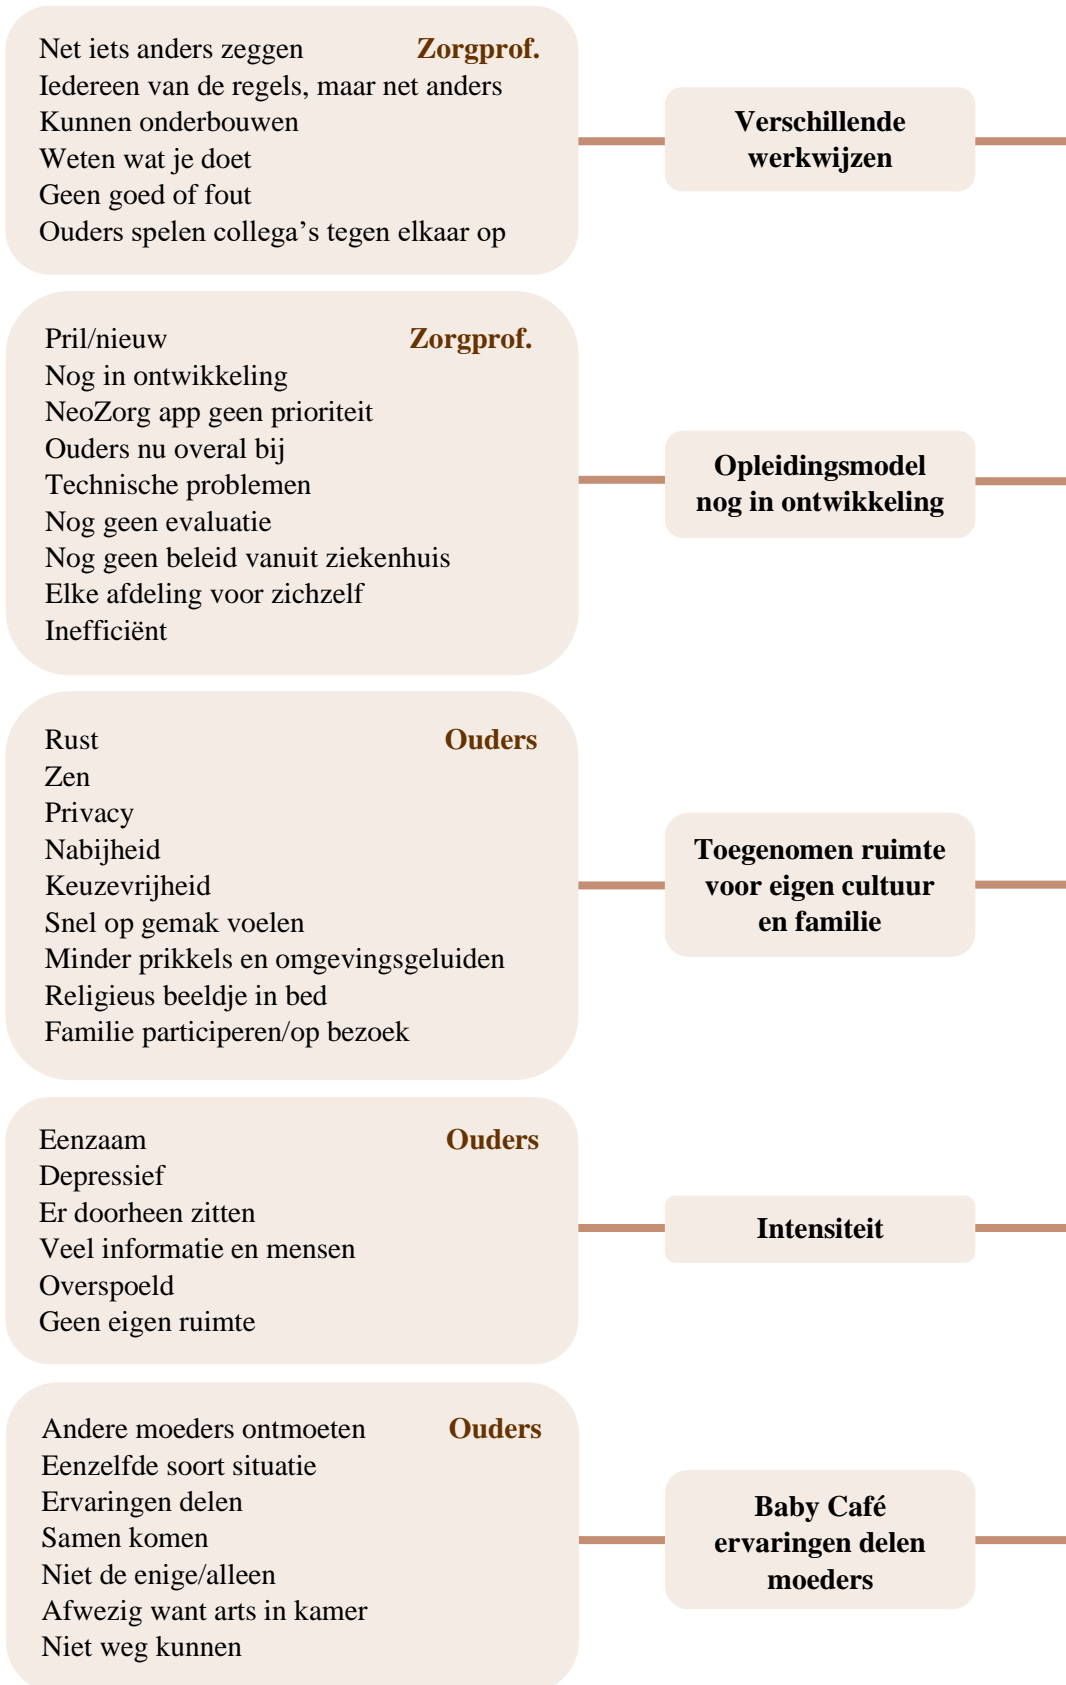 Net iets anders zeggen Zorgprof.
Iedereen van de regels, maar net anders
Kunnen onderbouwen
Weten wat je doet
Geen goed of fout
Ouders spelen collega’s tegen elkaar op
Verschillende
werkwijzen
Pril/nieuw Zorgprof.
Nog in ontwikkeling
NeoZorg app geen prioriteit
Ouders nu overal bij
Technische problemen
Nog geen evaluatie
Nog geen beleid vanuit ziekenhuis
Elke afdeling voor zichzelf
Inefficiënt
Opleidingsmodel
nog in ontwikkeling
Rust Ouders
Zen
Privacy
Nabijheid
Keuzevrijheid
Snel op gemak voelen
Minder prikkels en omgevingsgeluiden
Religieus beeldje in bed
Familie participeren/op bezoek
Toegenomen ruimte
voor eigen cultuur
en familie
Eenzaam Ouders
Depressief
Er doorheen zitten
Veel informatie en mensen
Overspoeld
Geen eigen ruimte
Intensiteit
Andere moeders ontmoeten Ouders
Eenzelfde soort situatie
Ervaringen delen
Samen komen
Niet de enige/alleen
Afwezig want arts in kamer
Niet weg kunnen
Baby Café
ervaringen delen
moeders